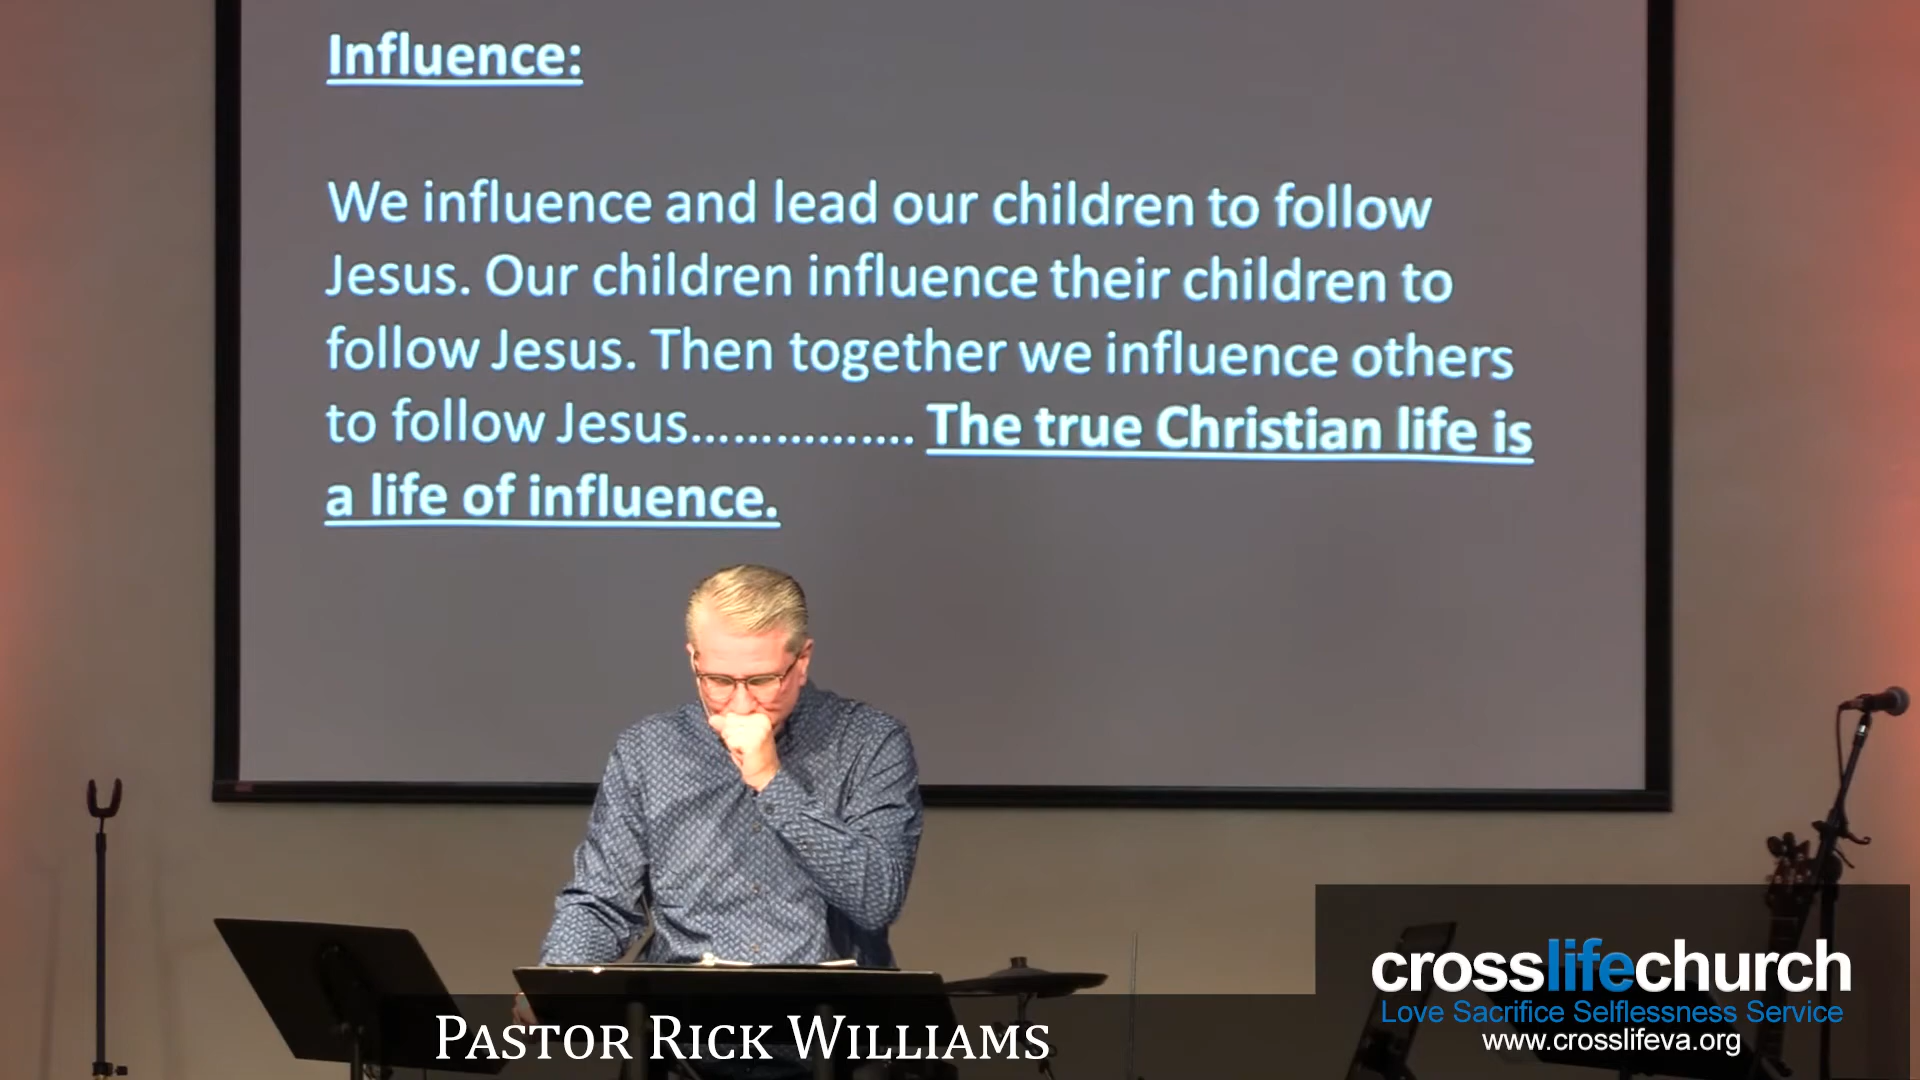 Influence:
We influence and lead our children to follow
Jesus. Our children influence their children to
follow Jesus. Then together we influence others
to follow Jesus................ The true Christian life is
a life of influence.
crosslifechurch
Love Sacrifice Selflessness Service
www.crosslifeva.org
PASTOR RICK WILLIAMS